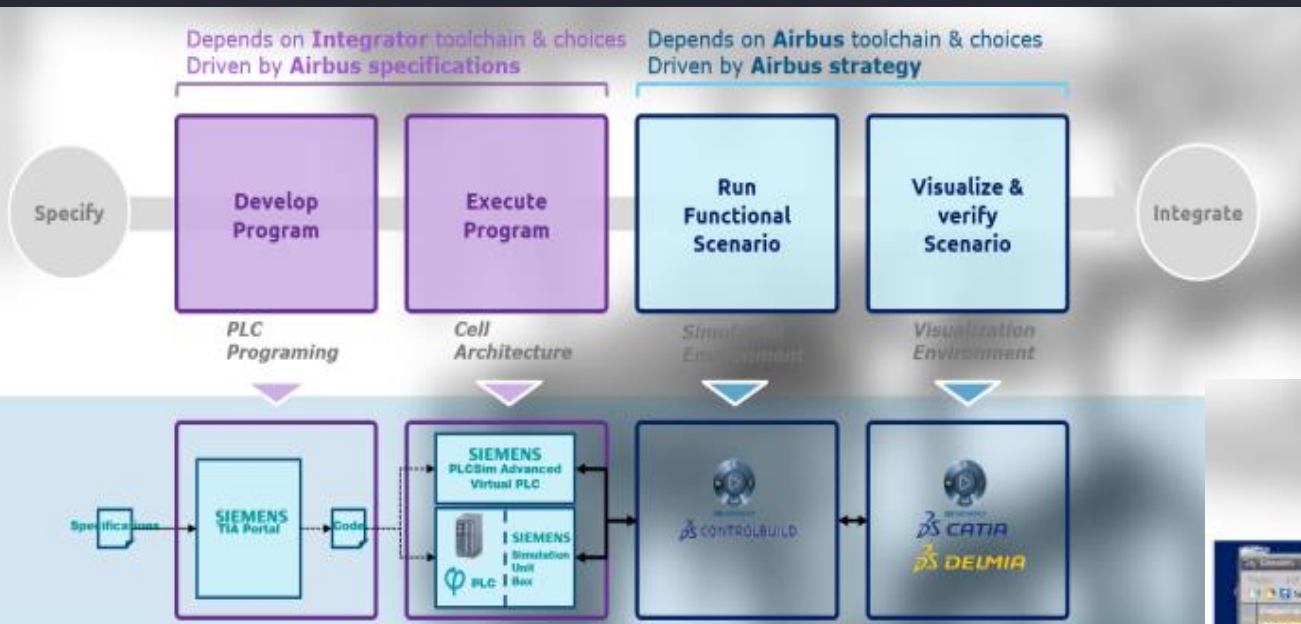 Depends on Integrator toolchain & choices
Driven by Airbus specifications
Depends on Airbus toolchain & choices
Driven by Airbus strategy
Specify
Develop
Program
Execute
Program
Run
Functional
Scenario
Visualize &
verify
Scenario
Integrate
PLC
Programing
Cell
Architecture
Simulation
Environment
Visualization
Environment
Specifications
SIEMENS
TIA Portal
Code
SIEMENS
PLCSim Advanced
Virtual PLC
PLC
SIEMENS
Simulation
Unit
Box
CONTROLBUILD
CATIA
DELMIA